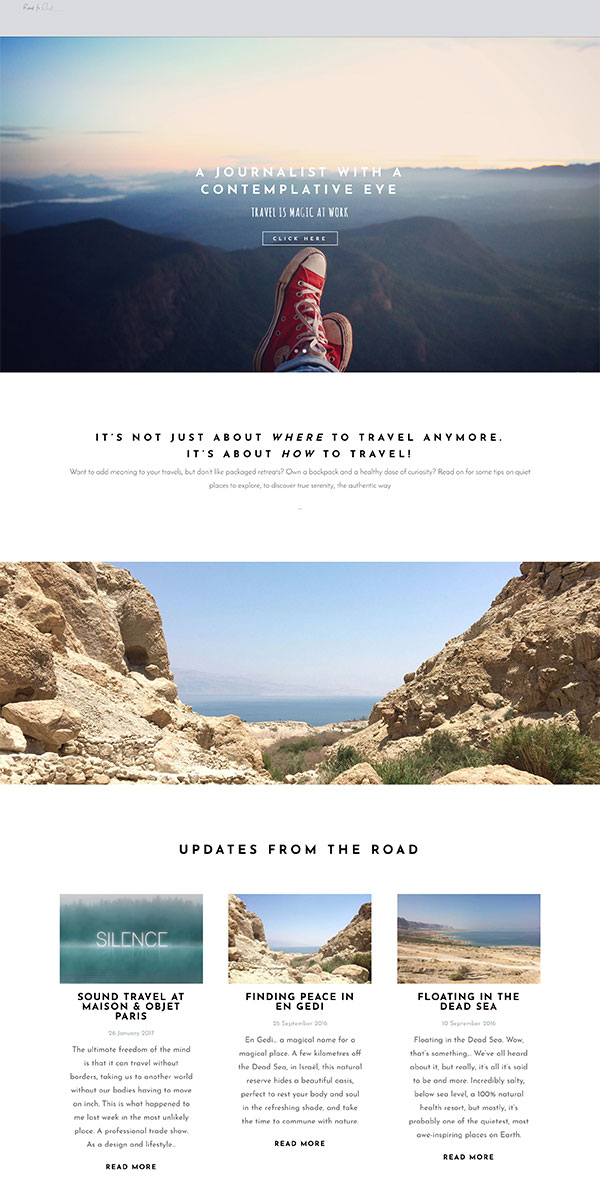 A JOURNALIST WITH A
CONTEMPLATIVE EYE
TRAVEL IS MAGIC AT WORK
CLICK HERE
IT'S NOT JUST ABOUT WHERE TO TRAVEL ANYMORE.
IT'S ABOUT HOW TO TRAVEL!
Want to add meaning to your travels, but don't like packaged retreats? Own a backpack and a healthy dose of curiosity? Read on for some tips on quiet
places to explore, to discover true serenity, the authentic way
...
UPDATES FROM THE ROAD
SILENCE
SOUND TRAVEL AT
MAISON & OBJET
PARIS
26 January 2017
The ultimate freedom of the mind
is that it can travel without
borders, taking us to another world
without our bodies having to move
an inch. This is what happened to
me last week in the most unlikely
place. A professional trade show.
As a design and lifestyle...
READ MORE
FINDING PEACE IN
EN GEDI
25 September 2016
En Gedi... a magical name for a
magical place. A few kilometres off
the Dead Sea, in Israël, this natural
reserve hides a beautiful oasis,
perfect to rest your body and soul
in the refreshing shade, and take
the time to commune with nature.
READ MORE
FLOATING IN THE
DEAD SEA
10 September 2016
Floating in the Dead Sea. Wow,
that's something... We've all heard
about it, but really, it's all it's said
to be and more. Incredibly salty,
below sea level, a 100% natural
health resort, but mostly, it's
probably one of the quietest, most
awe-inspiring places on Earth.
READ MORE